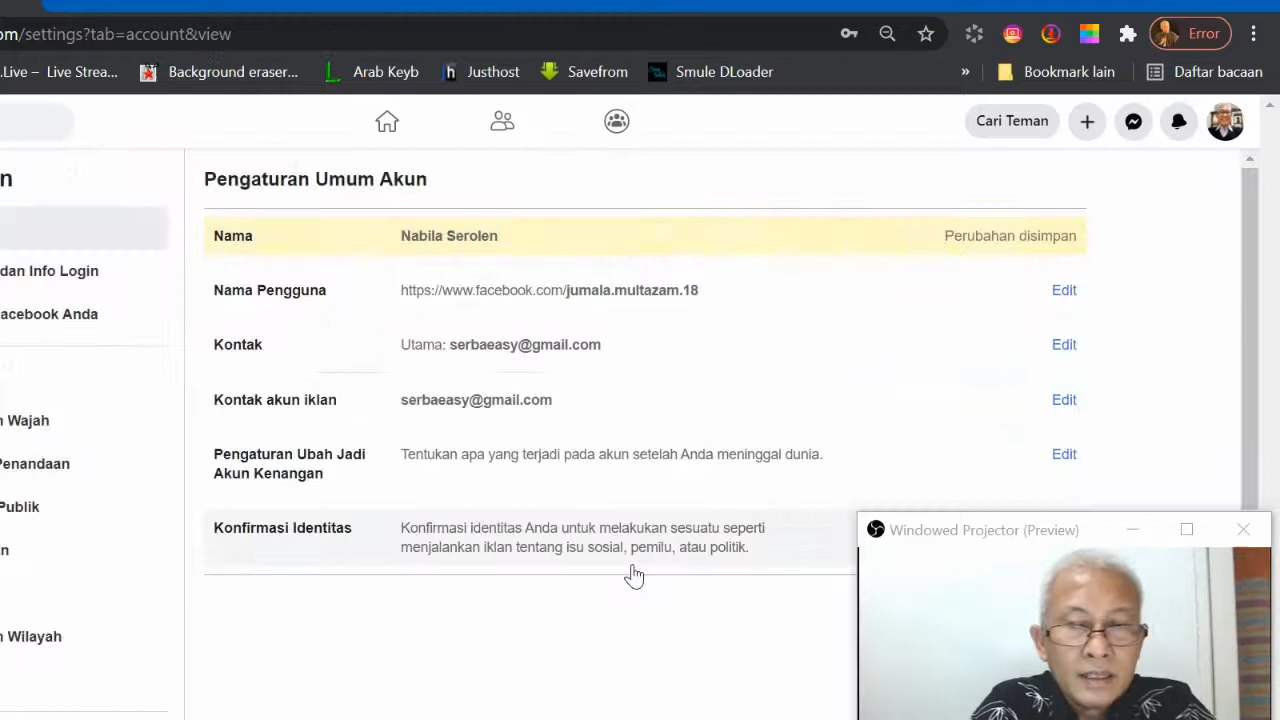 om/settings?tab=account&view
Error
.Live – Live Strea...
Background eraser...
Arab Keyb
Justhost
Savefrom
Smule DLoader
»
Bookmark lain
Daftar bacaan
Cari Teman
n
Pengaturan Umum Akun
Nama
Nabila Serolen
Perubahan disimpan
dan Info Login
Nama Pengguna
https://www.facebook.com/jumala.multazam.18
Edit
acebook Anda
Kontak
Utama: serbaeasy@gmail.com
Edit
Kontak akun iklan
serbaeasy@gmail.com
Edit
n Wajah
Penandaan
Pengaturan Ubah Jadi
Akun Kenangan
Tentukan apa yang terjadi pada akun setelah Anda meninggal dunia.
Edit
Publik
n
Konfirmasi Identitas
Konfirmasi identitas Anda untuk melakukan sesuatu seperti
menjalankan iklan tentang isu sosial, pemilu, atau politik.
Windowed Projector (Preview)
n Wilayah